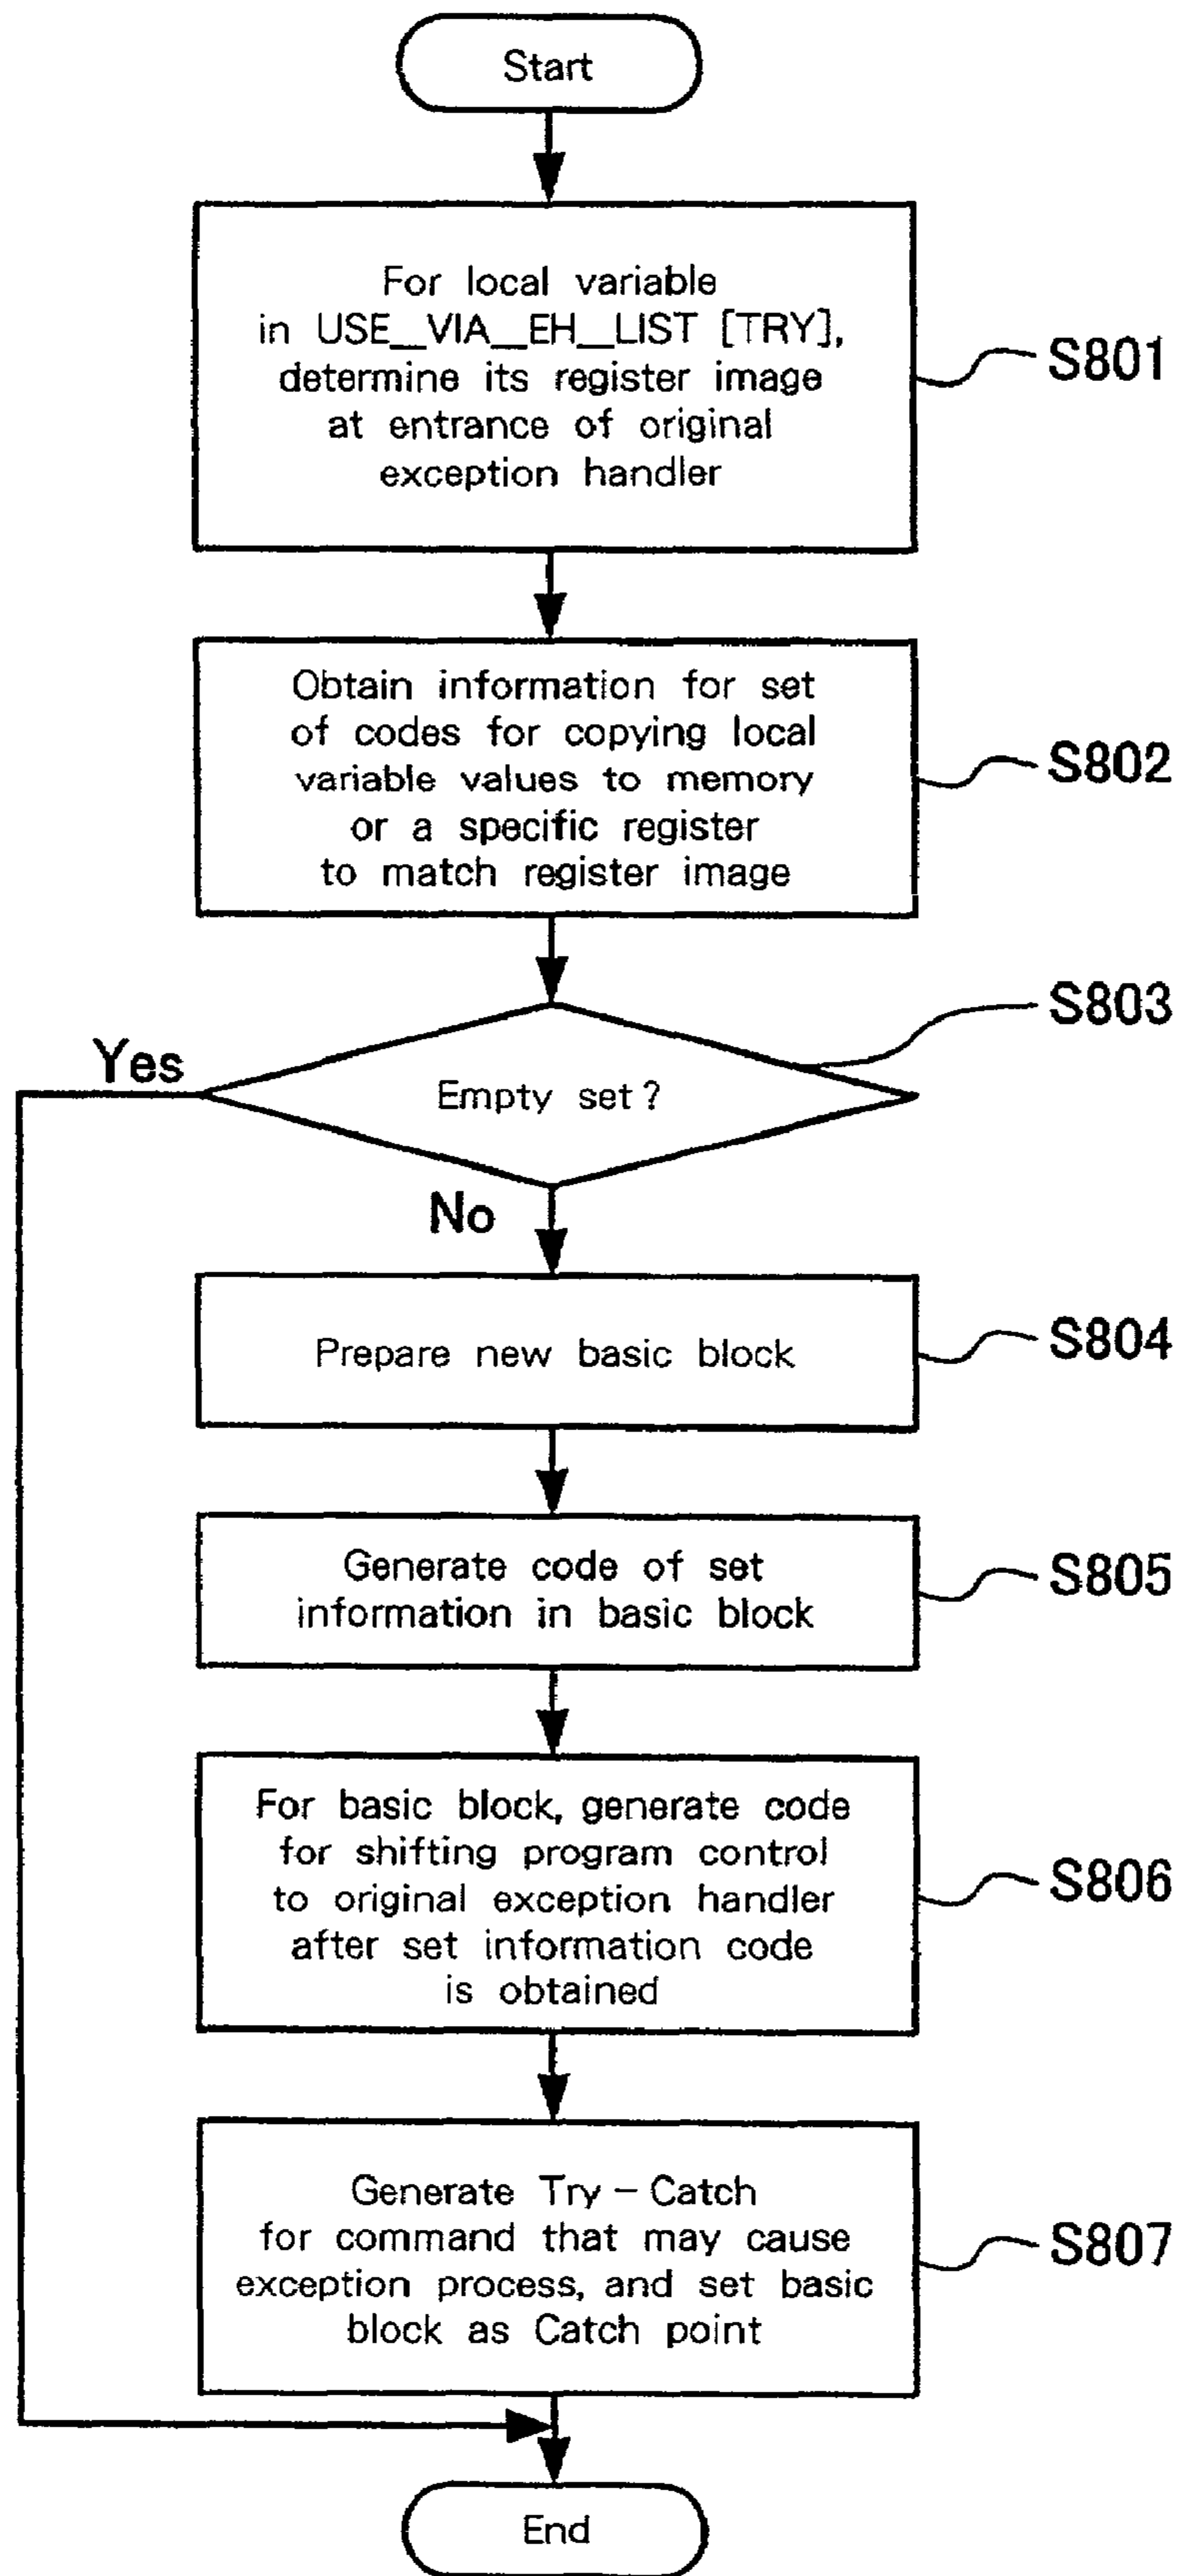 Start
For local variable
in USE_VIA_EH_LIST [TRY],
determine its register image
at entrance of original
exception handler
S801
Obtain information for set
of codes for copying local
variable values to memory
or a specific register
to match register image
S802
S803
Yes
Empty set ?
No
Prepare new basic block
S804
Generate code of set
information in basic block
S805
For basic block, generate code
for shifting program control
to original exception handler
after set information code
is obtained
S806
Generate Try – Catch
for command that may cause
exception process, and set basic
block as Catch point
S807
End